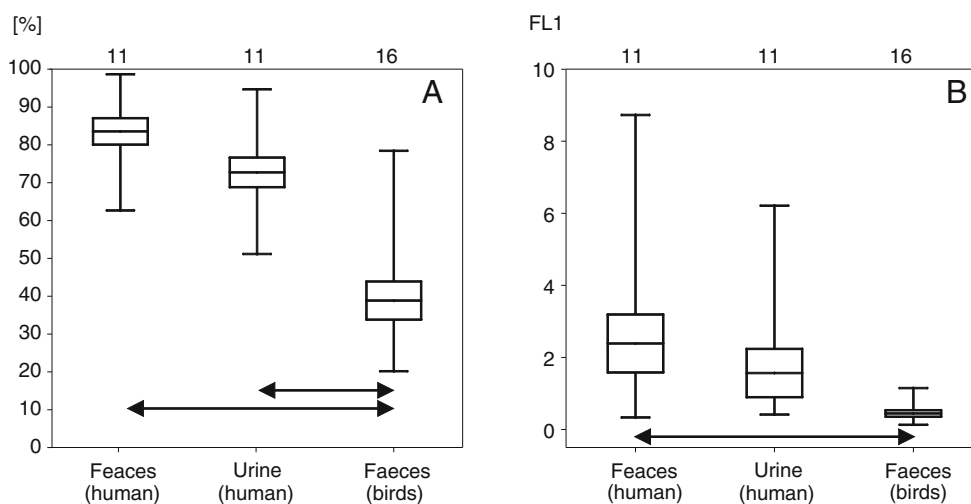 [%]
11 11 16
100
90
80
70
60
50
40
30
20
10
0
A
Feaces Urine Faeces
(human) (human) (birds)
FL1
11 11 16
10
8
6
4
2
0
B
Feaces Urine Faeces
(human) (human) (birds)